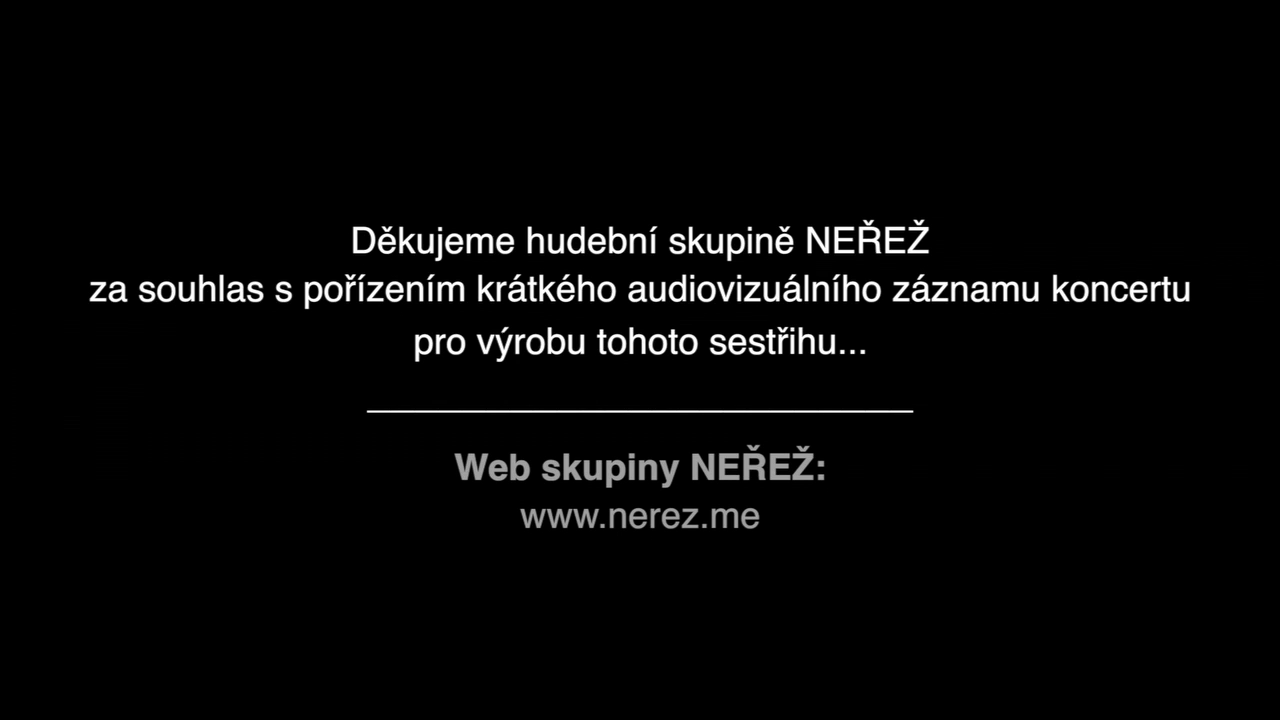 Děkujeme hudební skupině NEŘEŽ
za souhlas s pořízením krátkého audiovizuálního záznamu koncertu
pro výrobu tohoto sestřihu...
Web skupiny NEŘEŽ:
www.nerez.me